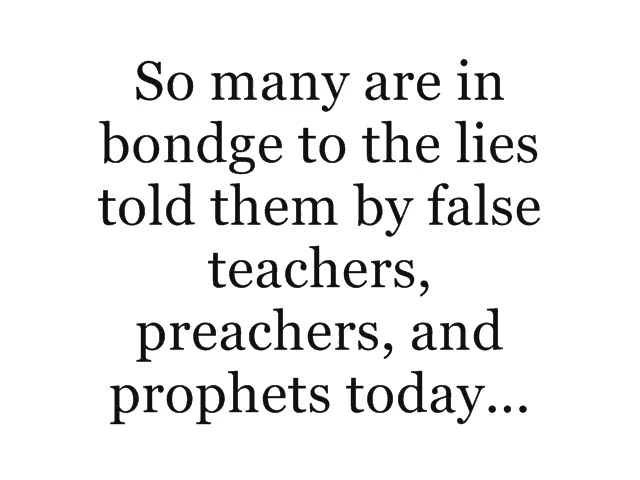 So many are in
bondge to the lies
told them by false
teachers,
preachers, and
prophets today...